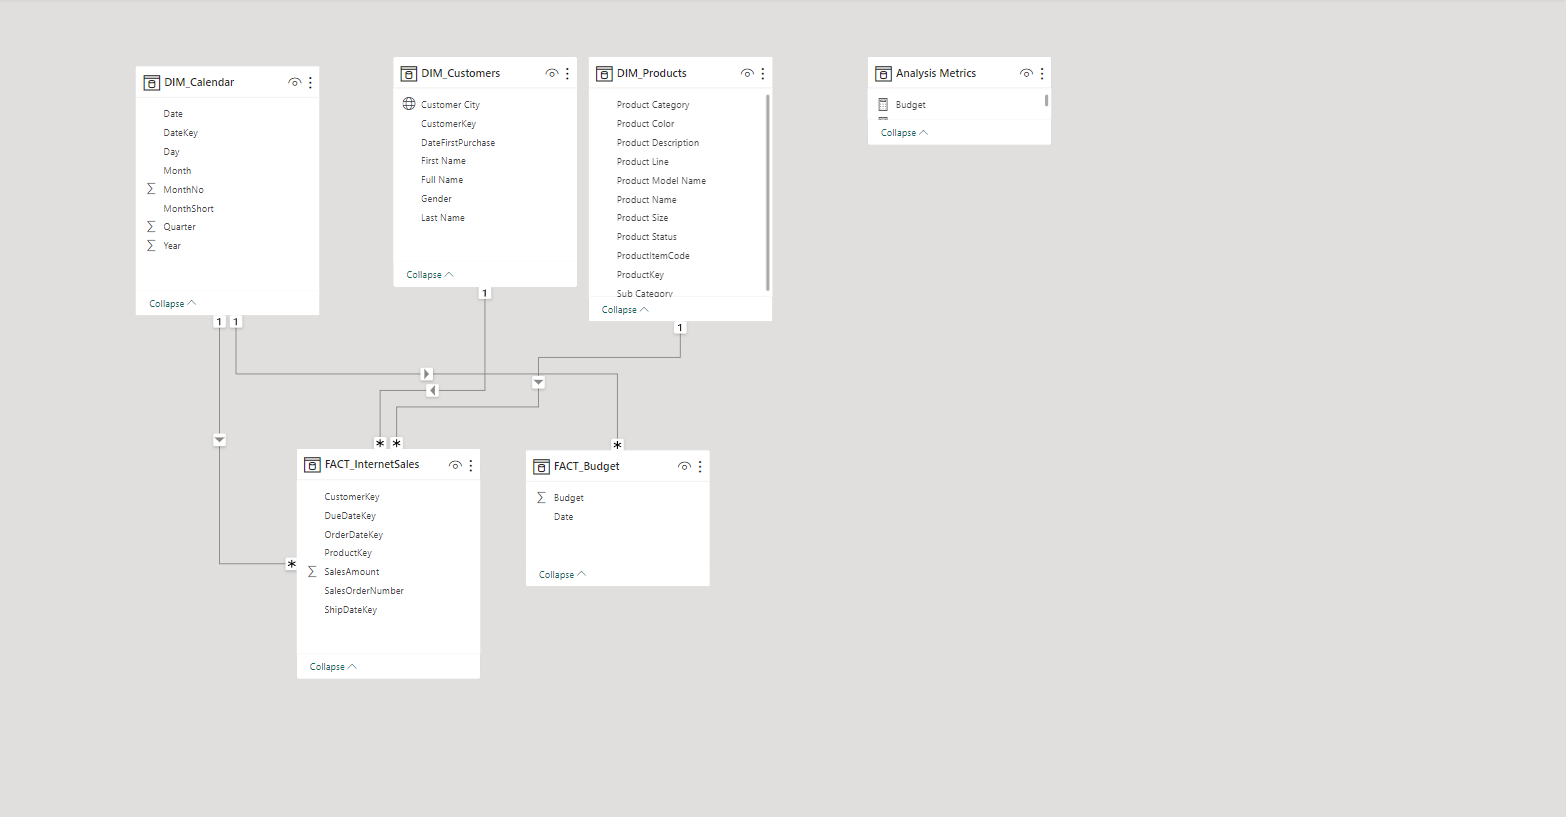 DIM_Calendar
Date
DateKey
Day
Month
MonthNo
MonthShort
Quarter
Year
Collapse
DIM_Customers
Customer City
CustomerKey
DateFirstPurchase
First Name
Full Name
Gender
Last Name
Collapse
DIM_Products
Product Category
Product Color
Product Description
Product Line
Product Model Name
Product Name
Product Size
Product Status
ProductItemCode
ProductKey
Sub Category
Collapse
Analysis Metrics
Budget
Collapse
1
1
1
1
*
*
*
*
FACT_InternetSales
CustomerKey
DueDateKey
OrderDateKey
ProductKey
SalesAmount
SalesOrderNumber
ShipDateKey
Collapse
FACT_Budget
Budget
Date
Collapse